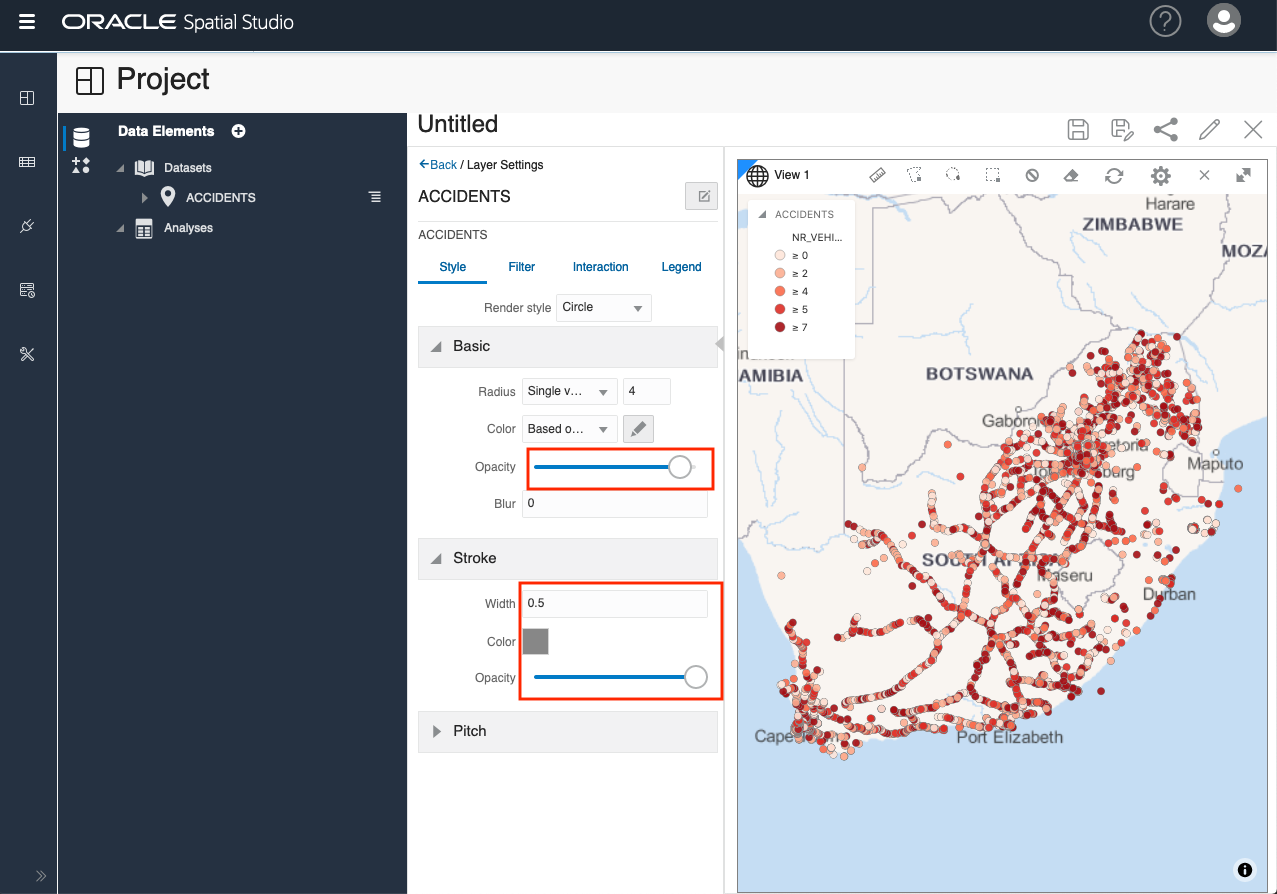 ORACLE Spatial Studio
?
Project
Data Elements
Datasets
ACCIDENTS
Analyses
Untitled
Back / Layer Settings
ACCIDENTS
ACCIDENTS
Style Filter Interaction Legend
Render style Circle
Basic
Radius Single v... 4
Color Based o...
Opacity
Blur 0
Stroke
Width 0.5
Color
Opacity
Pitch
View 1
ACCIDENTS
NR_VEHI...
≥ 0
≥ 2
≥ 4
≥ 5
≥ 7
Harare
ZIMBABWE
MOZA
AMIBIA
BOTSWANA
Gaboro
etoria
Maputo
burg
SOUTH AFRICA
Maseru
Durban
Cape
Port Elizabeth